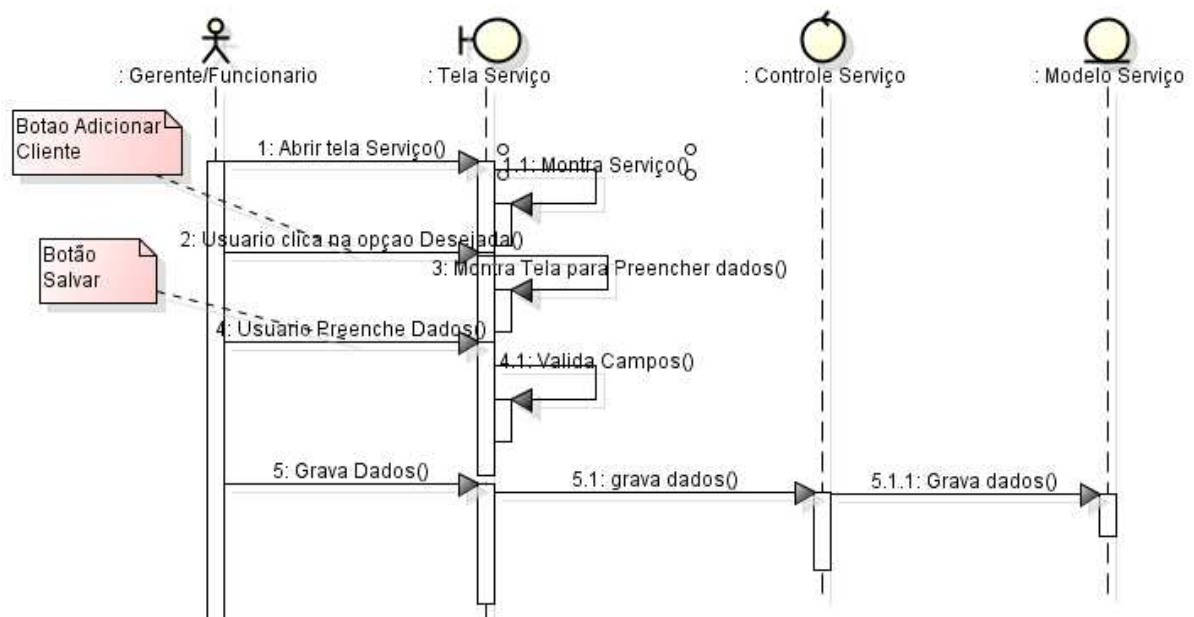 : Gerente/Funcionario
: Tela Serviço
: Controle Serviço
: Modelo Serviço
Botao Adicionar
Cliente
1: Abrir tela Serviço()
1.1: Montra Serviço()
2: Usuario clica na opçao Desejada()
Botão
Salvar
3: Montra Tela para Preencher dados()
4: Usuario Preenche Dados()
4.1: Valida Campos()
5: Grava Dados()
5.1: grava dados()
5.1.1: Grava dados()